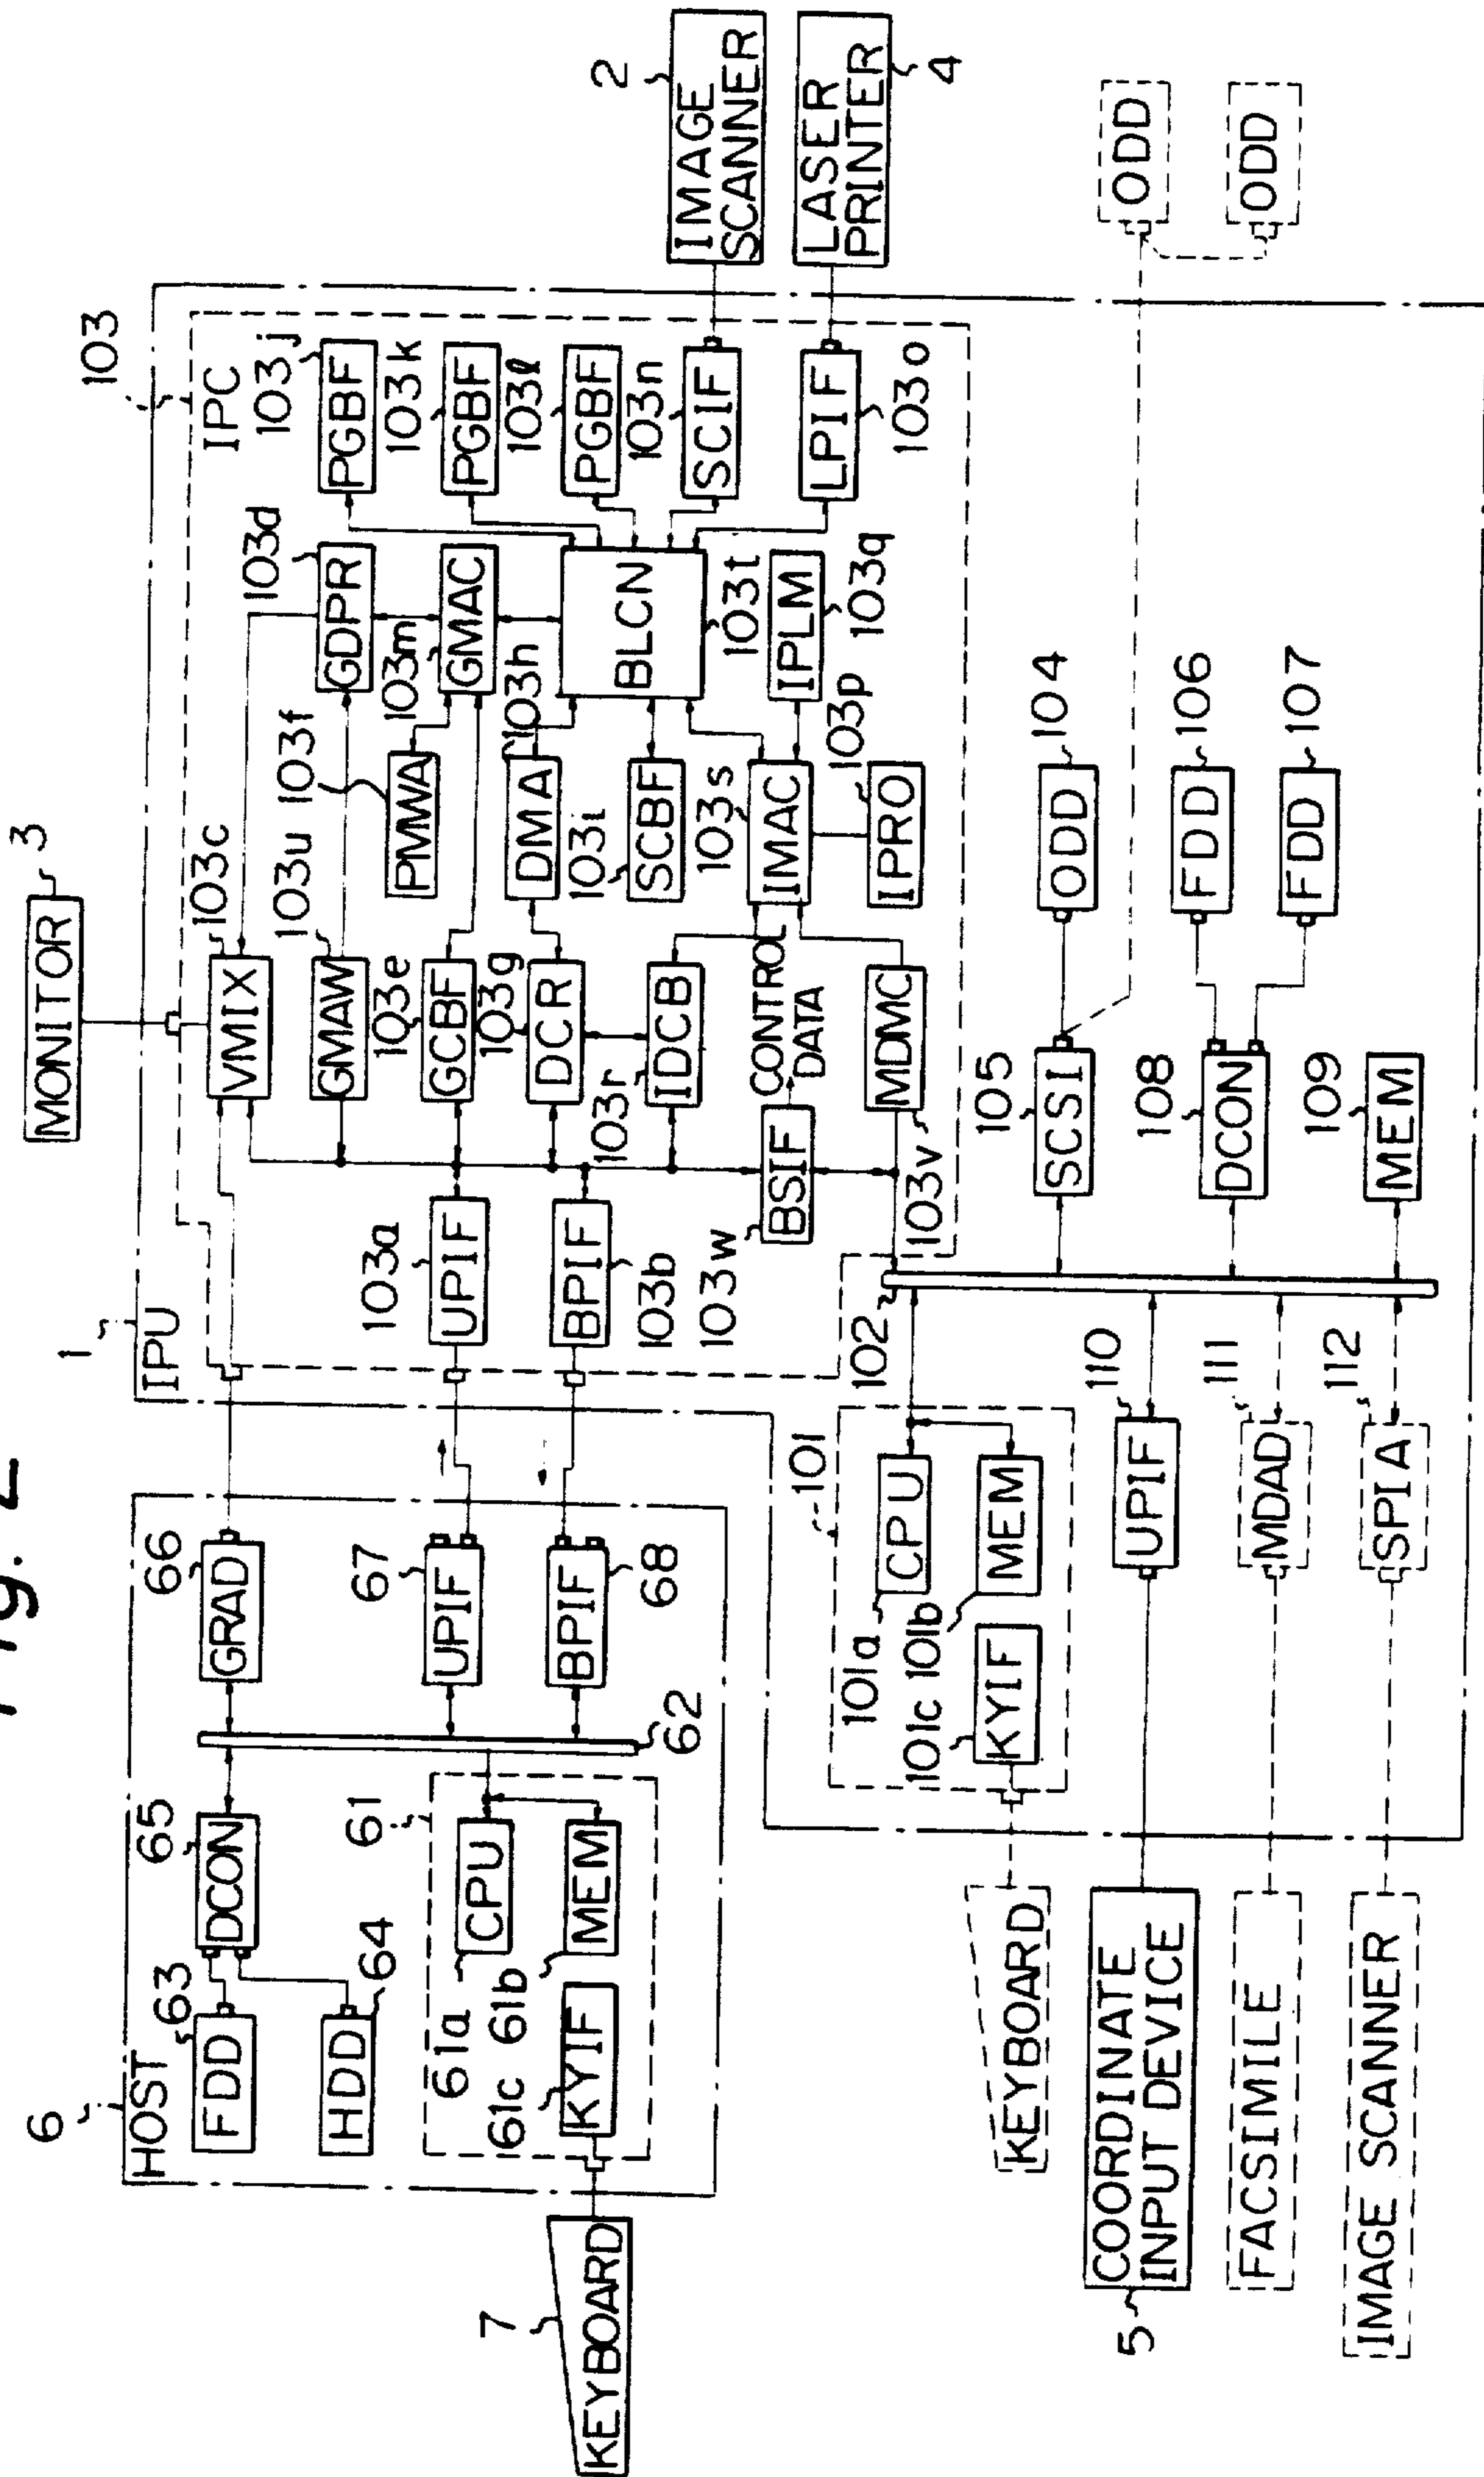 Fig. 2
6
HOST
FDD
63
HDD
64
65
DCON
66
GRAD
67
UPIF
BPIF
68
62
61
CPU
61a
MEM
61b
61c
KYIF
7
KEYBOARD
1
IPU
3
MONITOR
103
IPC
103c
VMIX
103u
GMAW
103e
GCBF
103g
DCR
103r
IDCB
CONTROL
DATA
103w
BSIF
MDMC
103v
103a
UPIF
BPIF
103b
103f
PMWA
103h
DMA
103i
SCBF
103s
IMAC
103p
IPRO
103d
GDPR
103m
GMAC
BLCN
103t
IPLM
103q
103j
PGBF
103k
PGBF
103l
PGBF
103n
SCIF
LPIF
103o
2
IMAGE
SCANNER
LASER
PRINTER
4
ODD
ODD
102
101
CPU
101a
MEM
101b
101c
KYIF
KEYBOARD
105
SCSI
ODD
104
108
DCON
FDD
106
FDD
107
109
MEM
110
UPIF
111
MDAD
112
SPIA
5
COORDINATE
INPUT DEVICE
FACSIMILE
IMAGE SCANNER